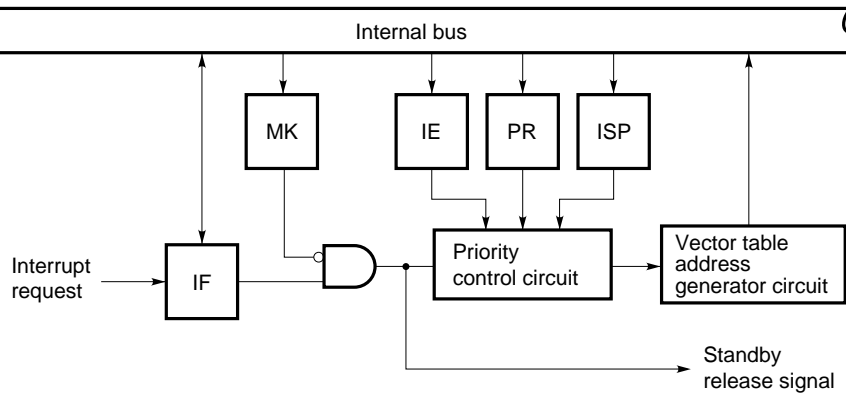 Internal bus
MK
IE
PR
ISP
Interrupt
request
IF
Priority
control circuit
Vector table
address
generator circuit
Standby
release signal